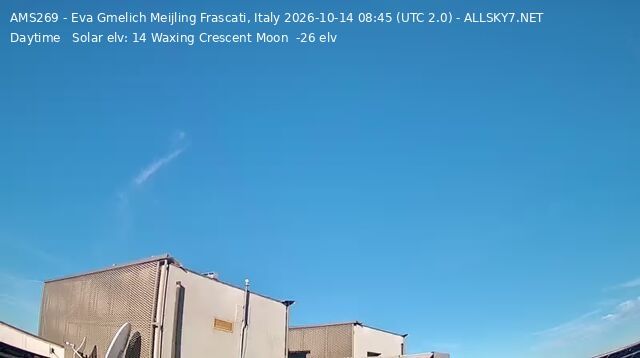 AMS269 - Eva Gmelich Meijling Frascati, Italy 2026-10-14 08:45 (UTC 2.0) - ALLSKY7.NET
Daytime   Solar elv: 14 Waxing Crescent Moon  -26 elv